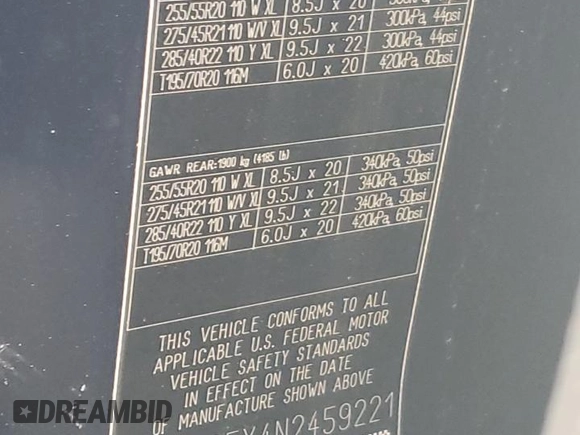 255/55R20 110 W XL 8.5J x 20
275/45R21 110 W/V XL 9.5J x 21 300kPa, 44psi
285/40R22 110 Y XL 9.5J x 22 300kPa, 44psi
T195/70R20 116M 6.0J x 20 420kPa, 60psi
GAWR REAR:1900 kg (4185 lb)
255/55R20 110 W XL 8.5J x 20 340kPa, 50psi
275/45R21 110 W/V XL 9.5J x 21 340kPa, 50psi
285/40R22 110 Y XL 9.5J x 22 340kPa, 50psi
T195/70R20 116M 6.0J x 20 420kPa, 60psi
THIS VEHICLE CONFORMS TO ALL
APPLICABLE U.S. FEDERAL MOTOR
VEHICLE SAFETY STANDARDS
IN EFFECT ON THE DATE
OF MANUFACTURE SHOWN ABOVE
X4N2459221
DREAMBID